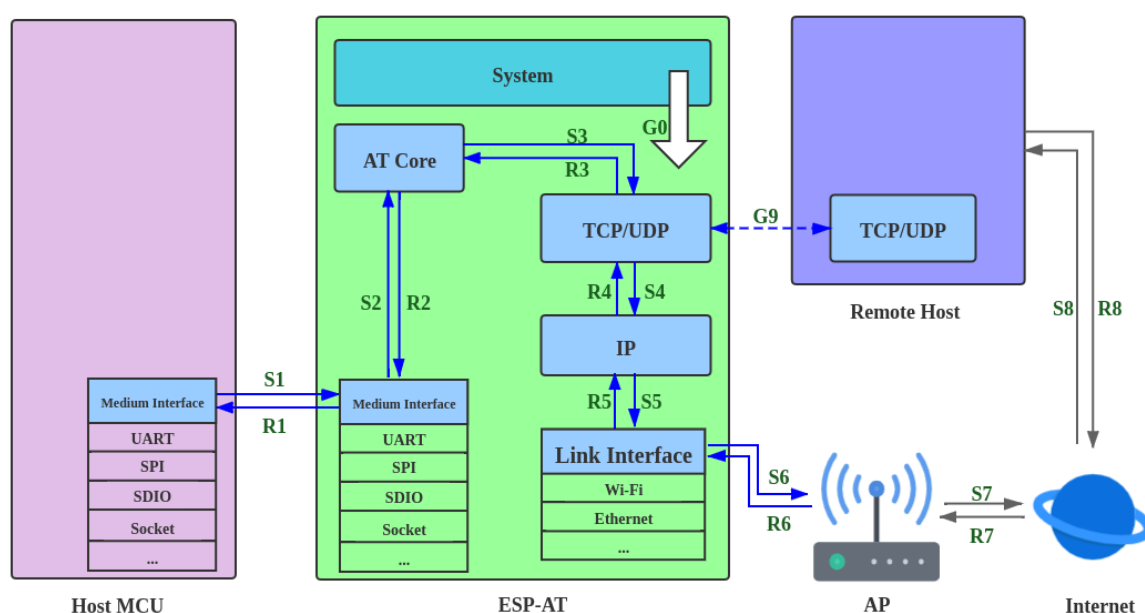 System
G0
AT Core
S3
R3
TCP/UDP
G9
TCP/UDP
S2
R2
R4
S4
Remote Host
S8
R8
IP
Medium Interface
UART
SPI
SDIO
Socket
...
S1
R1
Medium Interface
UART
SPI
SDIO
Socket
...
R5
S5
Link Interface
Wi-Fi
Ethernet
...
S6
R6
S7
R7
Host MCU
ESP-AT
AP
Internet